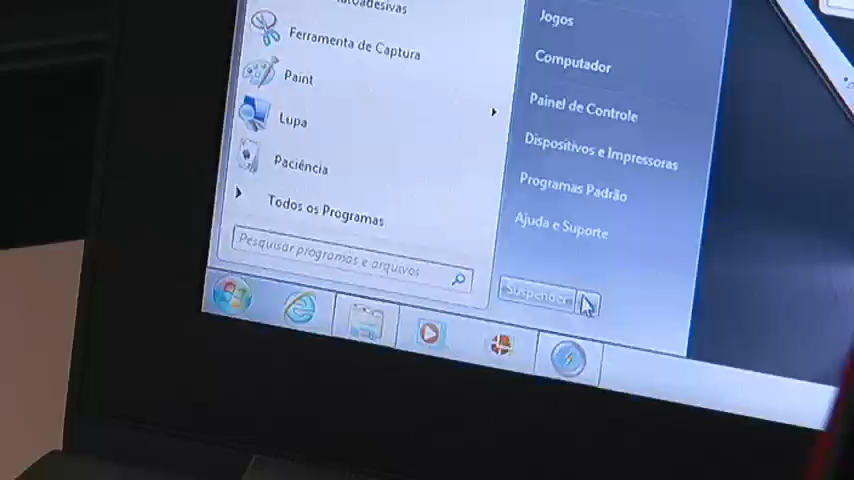 utoadesivas
Ferramenta de Captura
Paint
Lupa
Paciência
Todos os Programas
Pesquisar programas e arquivos
Jogos
Computador
Painel de Controle
Dispositivos e Impressoras
Programas Padrão
Ajuda e Suporte
Suspender